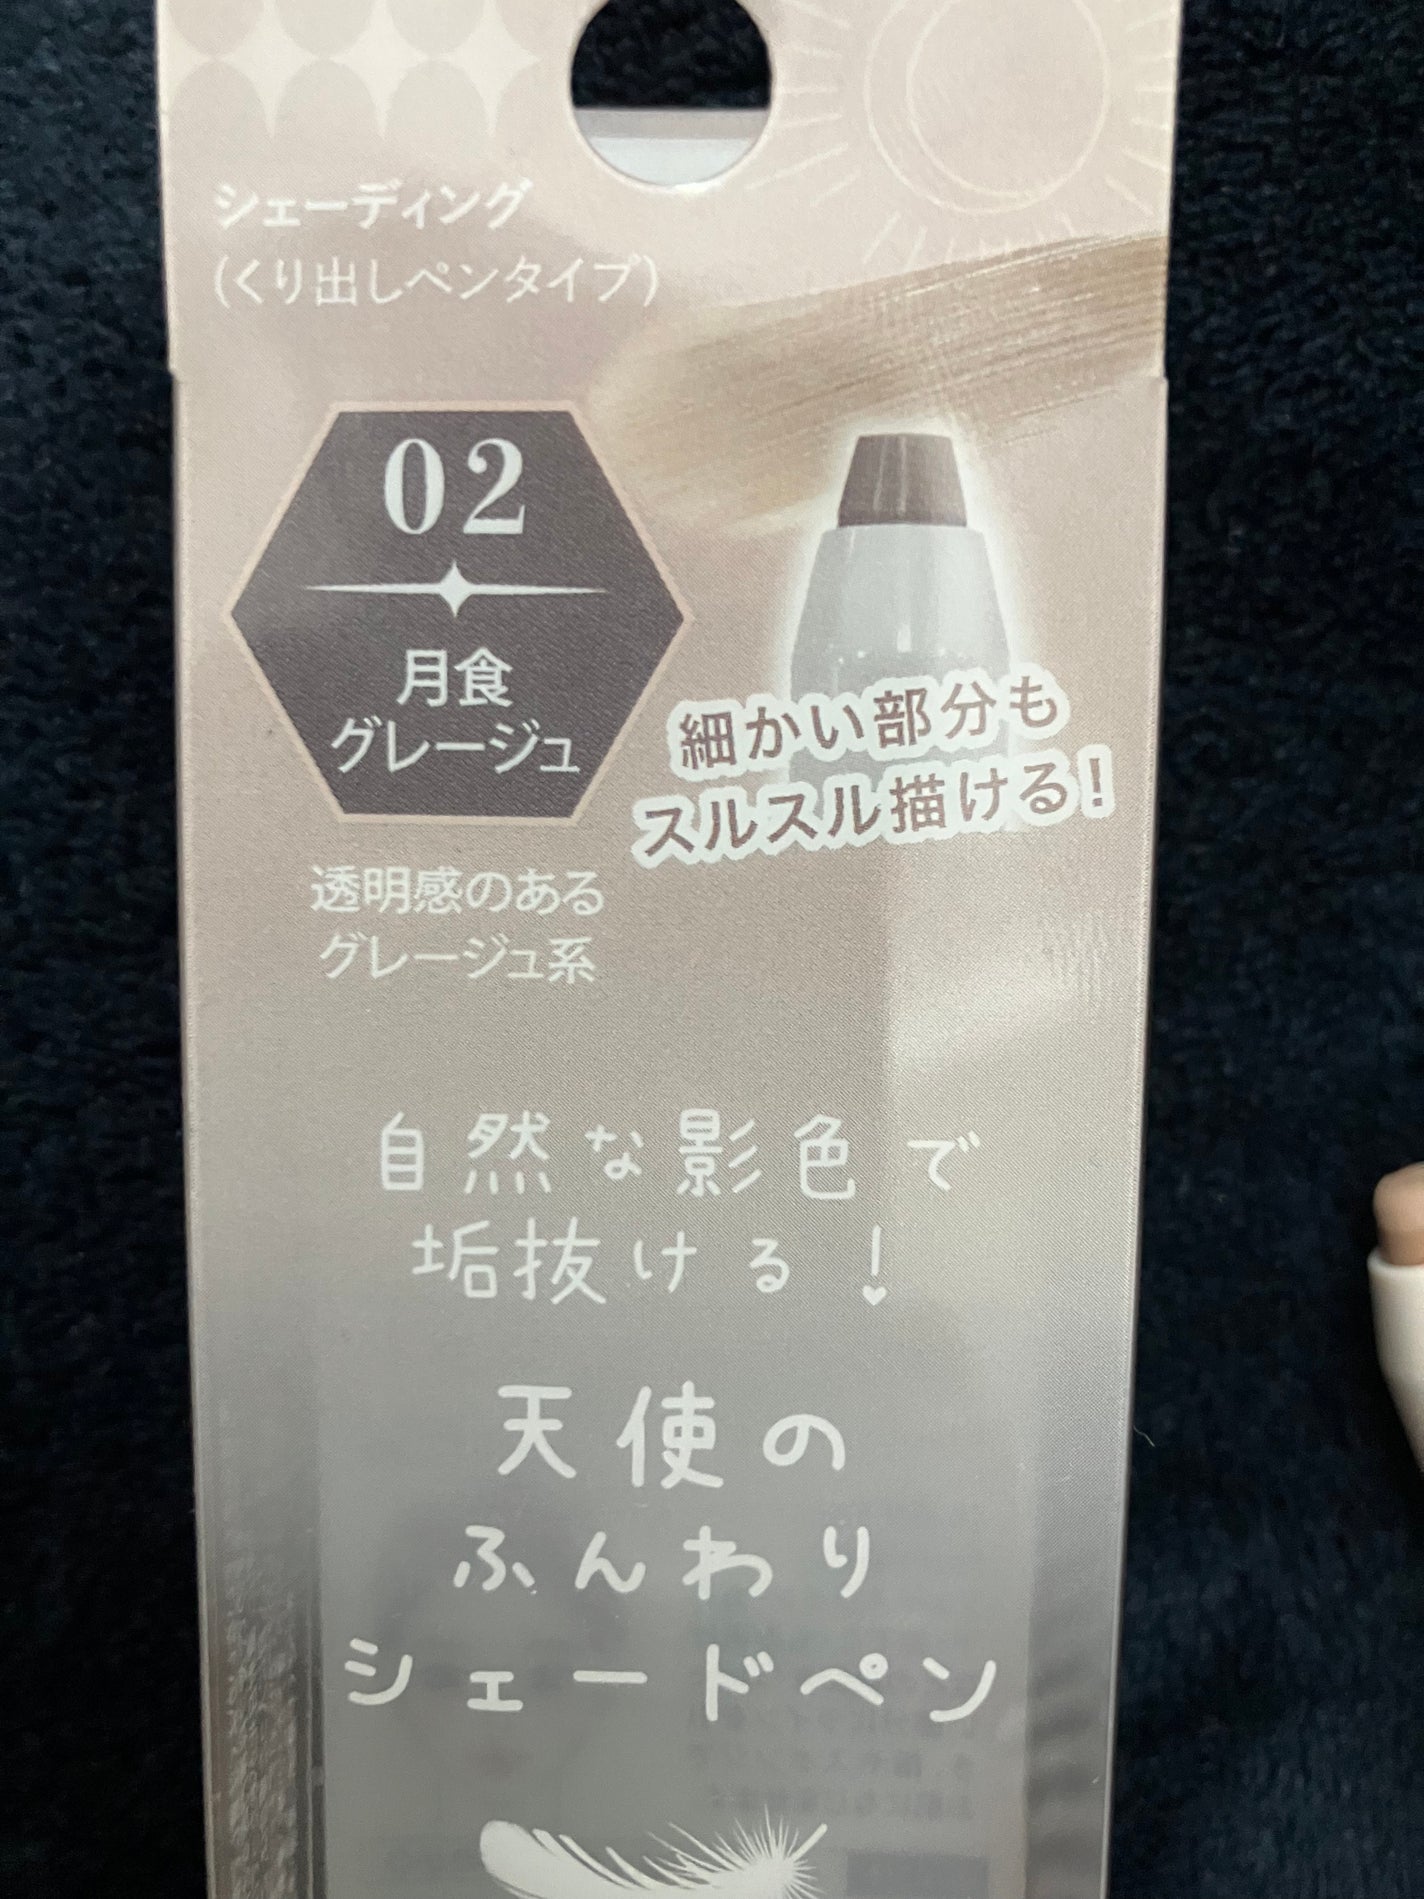 シェーディング
(くり出しペンタイプ)
02
月食
グレージュ
細かい部分も
スルスル描ける!
透明感のある
グレージュ系
自然な影色で
垢抜ける!
天使の
ふんわり
シェードペン